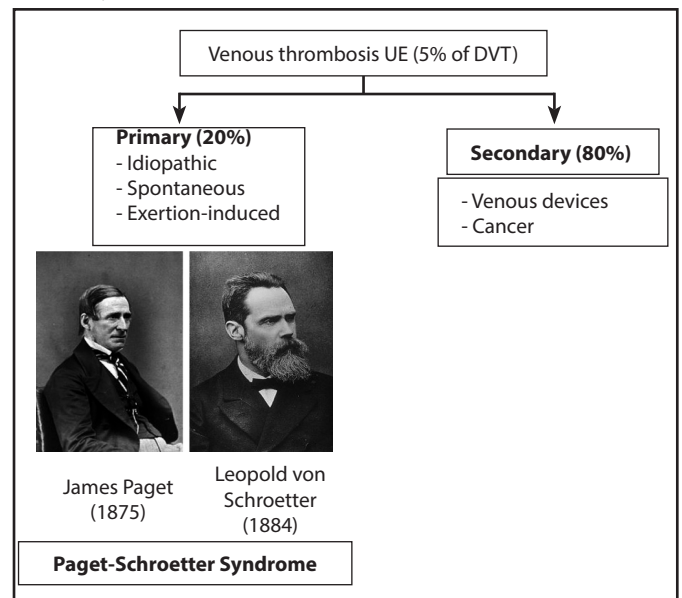 Venous thrombosis UE (5% of DVT)
Primary (20%)
- Idiopathic
- Spontaneous
- Exertion-induced
Secondary (80%)
- Venous devices
- Cancer
James Paget
(1875)
Leopold von
Schroetter
(1884)
Paget-Schroetter Syndrome